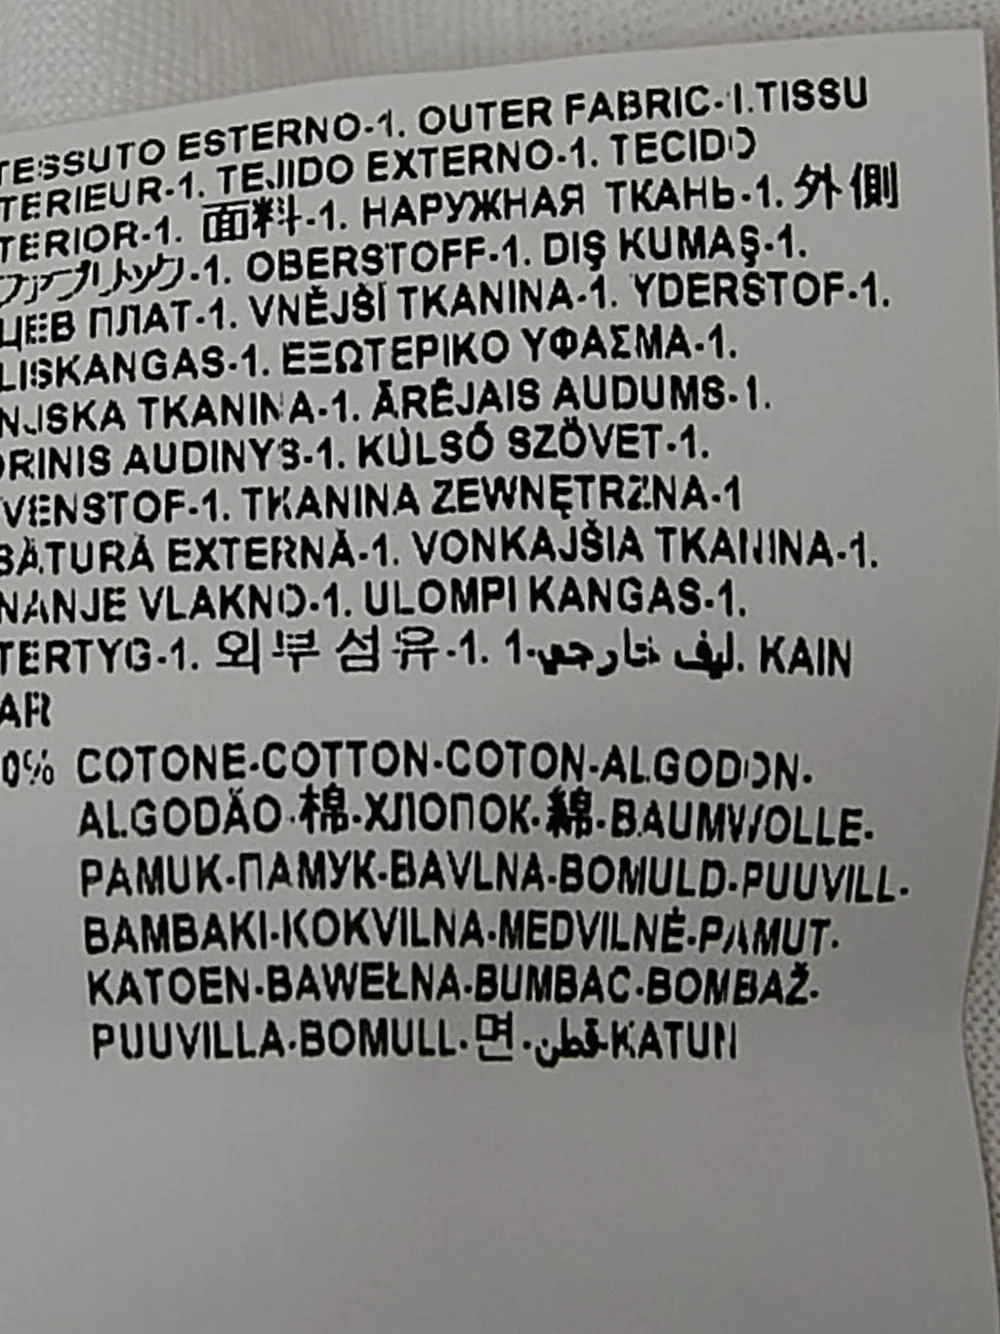 TESSUTO ESTERNO-1. OUTER FABRIC-1.TISSU
TERIEUR-1. TEJIDO EXTERNO-1. TECIDO
TERIOR-1. 面料-1. НАРУЖНАЯ ТКАНЬ-1. 外側
ファブリック-1. OBERSTOFF-1. DIŞ KUMAŞ-1.
ЦЕВ ПЛАТ-1. VNĚJŠÍ TKANINA-1. YDERSTOF-1.
LISKANGAS-1. ΕΞΩΤΕΡΙΚΟ ΥΦΑΣΜΑ-1.
NJSKA TKANINA-1. ĀRĒJAIS AUDUMS-1.
ORINIS AUDINYS-1. KÜLSŐ SZÖVET-1.
VENSTOF-1. TKANINA ZEWNĘTRZNA-1
SĂTURĂ EXTERNĂ-1. VONKAJŠIA TKANINA-1.
NANJE VLAKNO-1. ULOMPI KANGAS-1.
TERTYG-1. 외부 섬유-1. ليف خارجي-1. KAIN
AR
0% COTONE-COTTON-COTON-ALGODON-
ALGODÃO-棉-ХЛОПОК-綿-BAUMWOLLE-
PAMUK-ПАМУК-BAVLNA-BOMULD-PUUVILL-
BAMBAKI-KOKVILNA-MEDVILNĖ-PAMUT-
KATOEN-BAWEŁNA-BUMBAC-BOMBAŽ-
PUUVILLA-BOMULL-면-قطن-KATUN